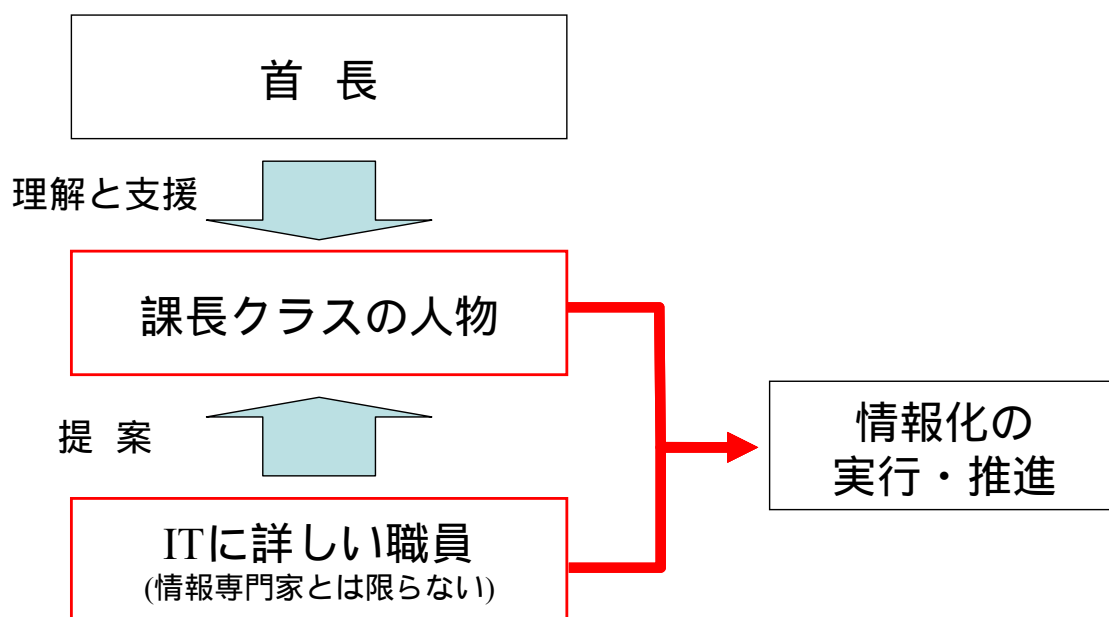 首 長
理解と支援
課長クラスの人物
提 案
ITに詳しい職員
(情報専門家とは限らない)
情報化の
実行・推進